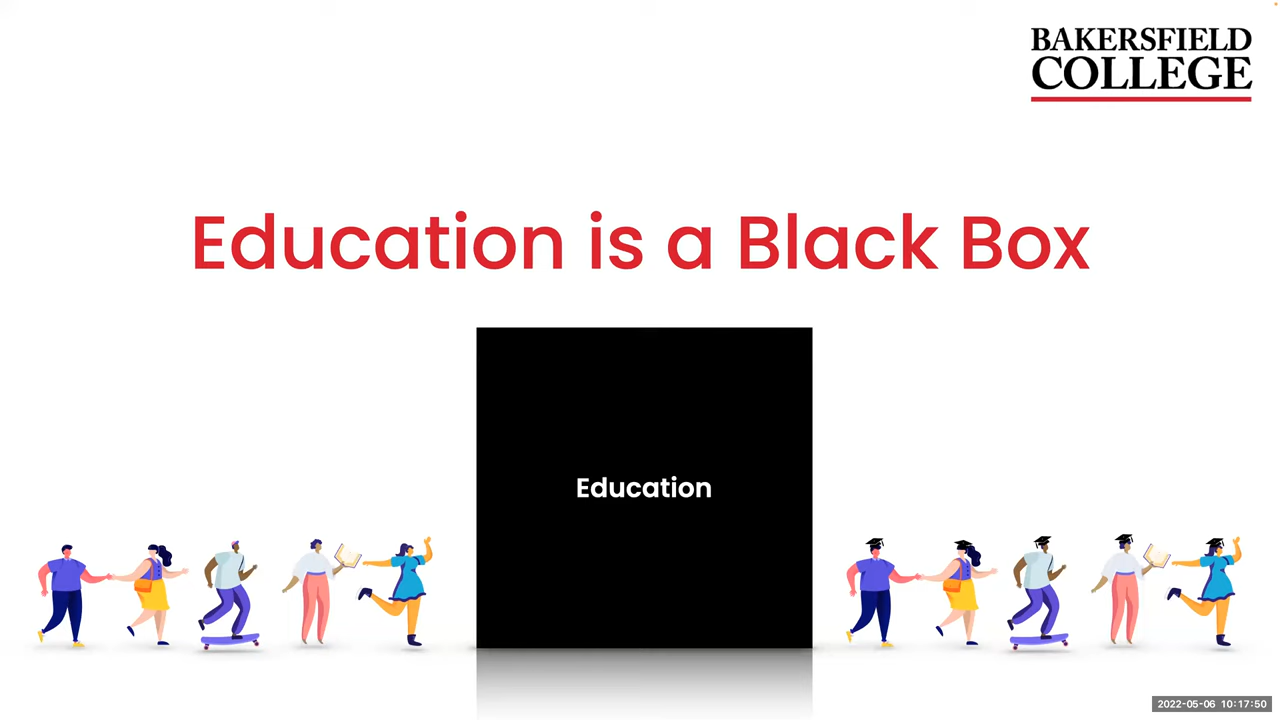 BAKERSFIELD
COLLEGE
Education is a Black Box
Education
2022-05-06 10:17:50